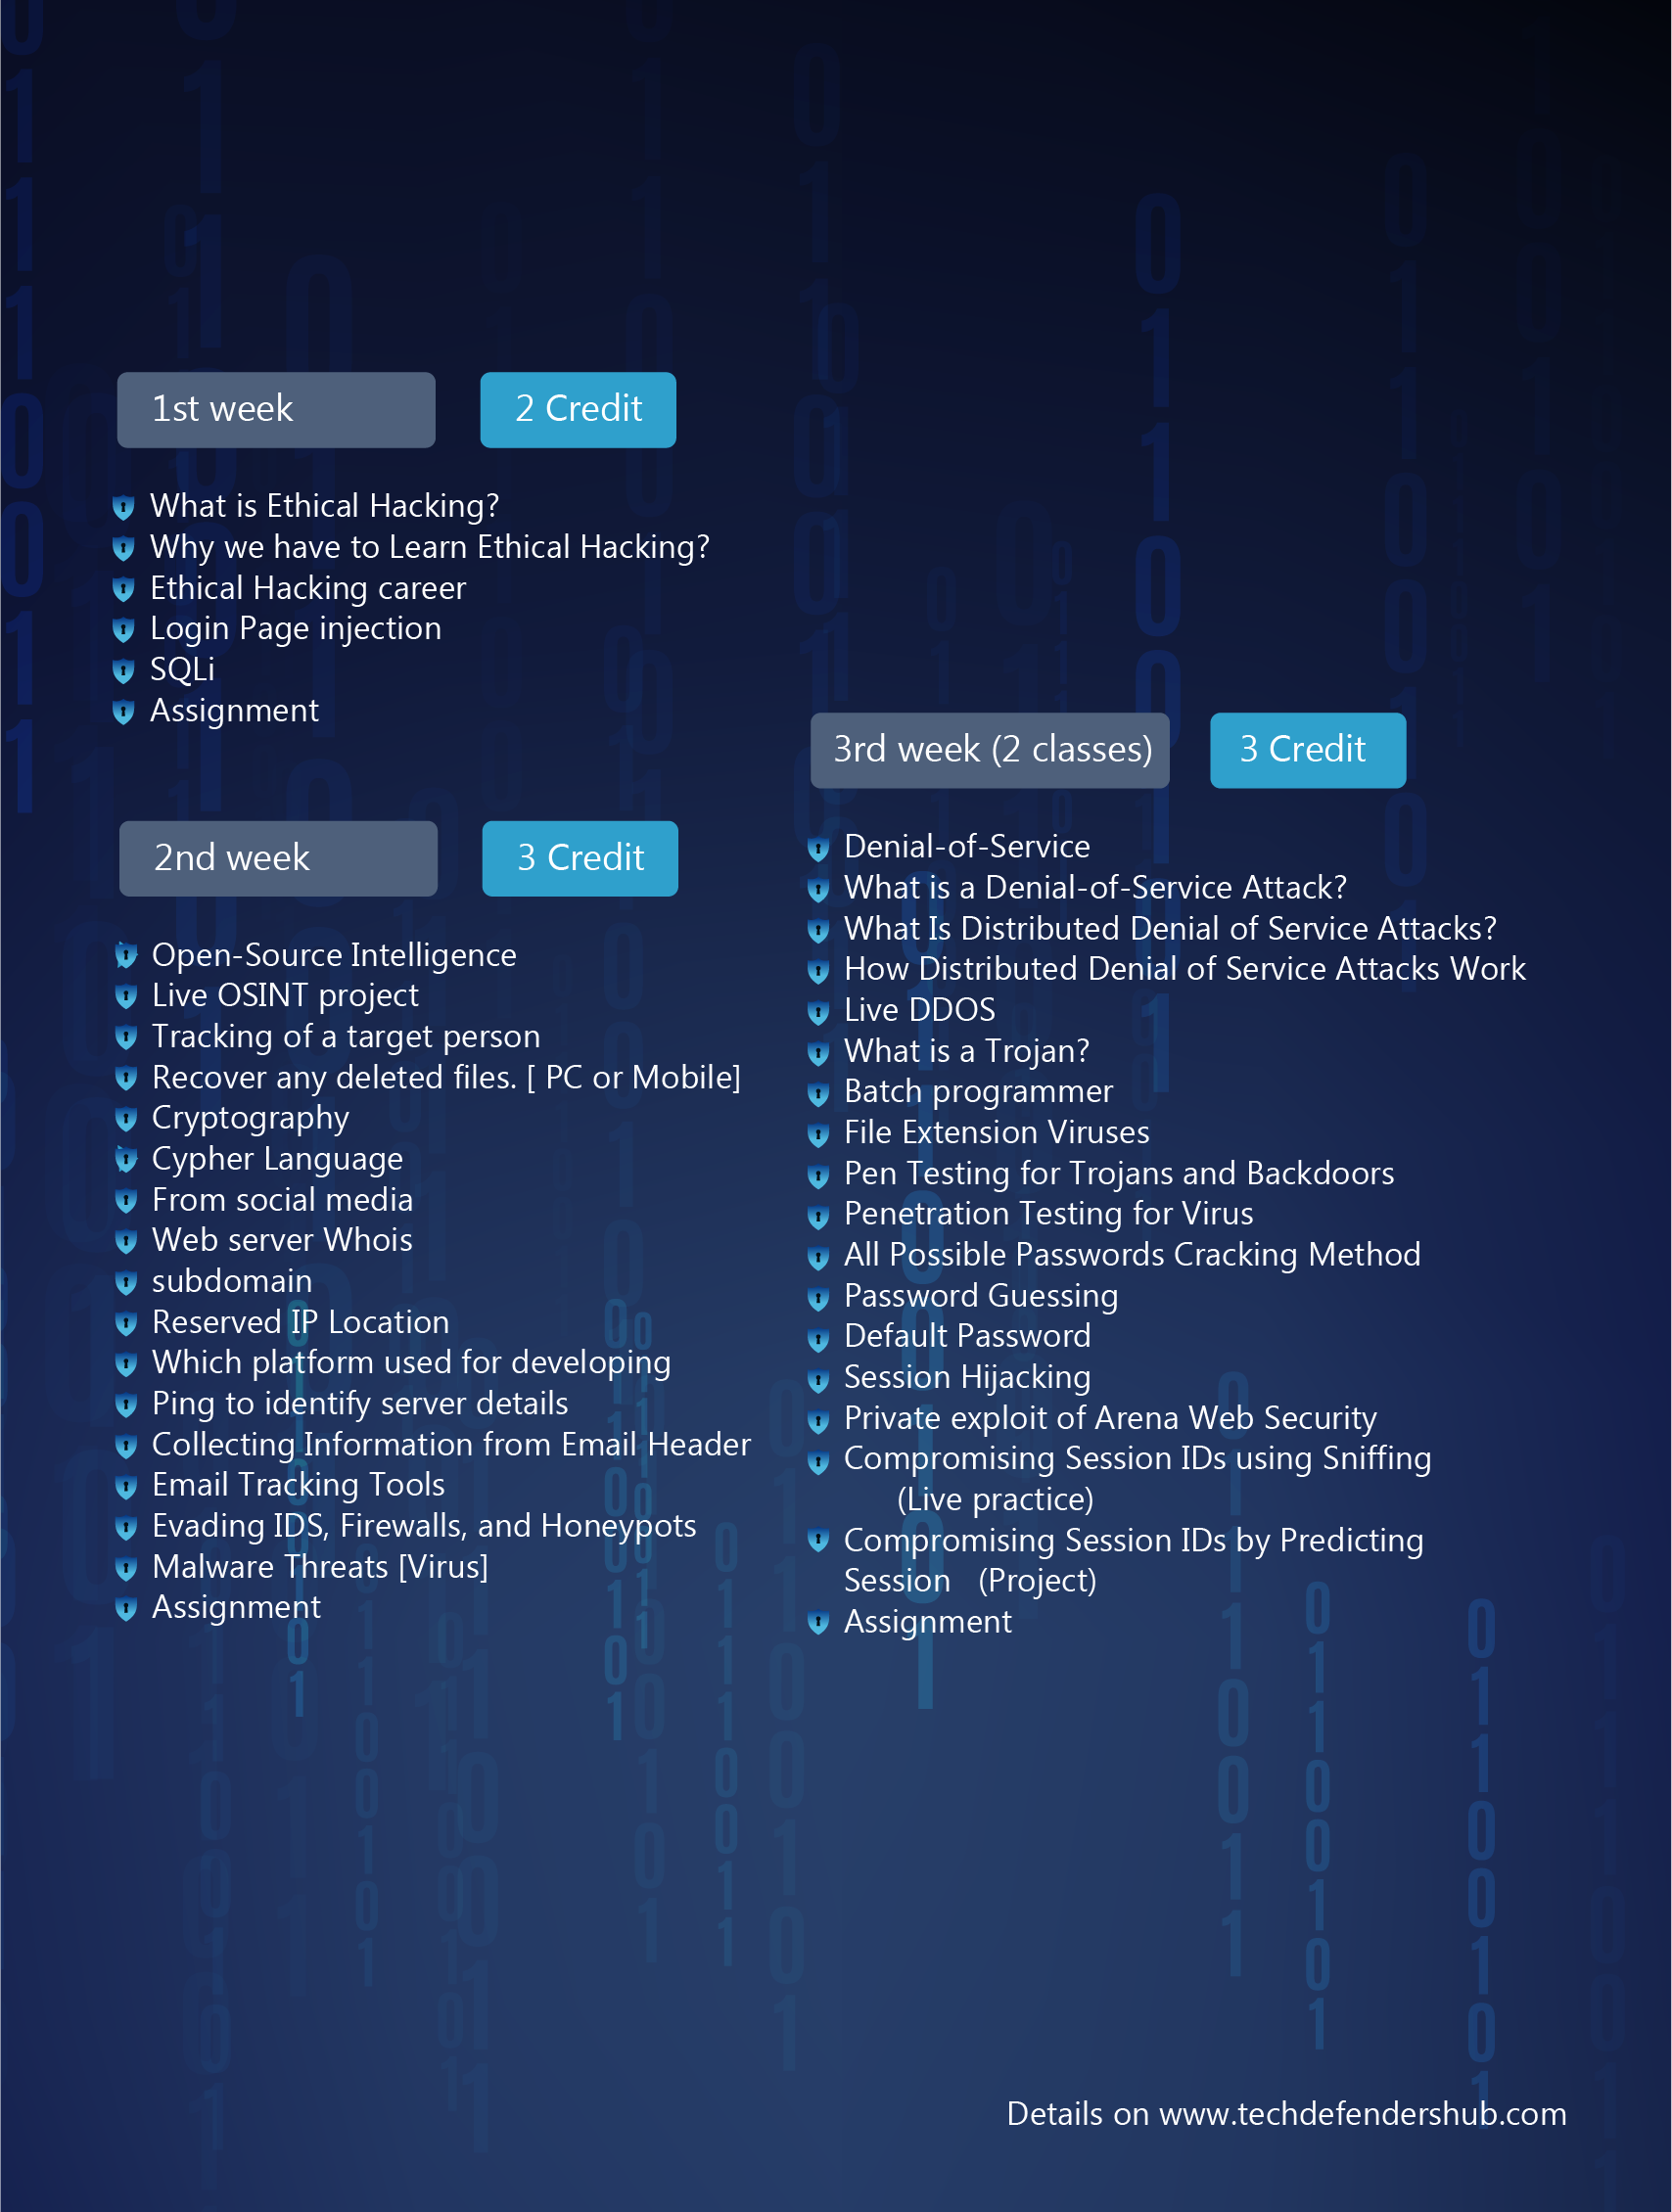 1st week
2 Credit
What is Ethical Hacking?
Why we have to Learn Ethical Hacking?
Ethical Hacking career
Login Page injection
SQLi
Assignment
2nd week
3 Credit
Open-Source Intelligence
Live OSINT project
Tracking of a target person
Recover any deleted files. [ PC or Mobile]
Cryptography
Cypher Language
From social media
Web server Whois
subdomain
Reserved IP Location
Which platform used for developing
Ping to identify server details
Collecting Information from Email Header
Email Tracking Tools
Evading IDS, Firewalls, and Honeypots
Malware Threats [Virus]
Assignment
3rd week (2 classes)
3 Credit
Denial-of-Service
What is a Denial-of-Service Attack?
What Is Distributed Denial of Service Attacks?
How Distributed Denial of Service Attacks Work
Live DDOS
What is a Trojan?
Batch programmer
File Extension Viruses
Pen Testing for Trojans and Backdoors
Penetration Testing for Virus
All Possible Passwords Cracking Method
Password Guessing
Default Password
Session Hijacking
Private exploit of Arena Web Security
Compromising Session IDs using Sniffing
(Live practice)
Compromising Session IDs by Predicting
Session (Project)
Assignment
Details on www.techdefendershub.com